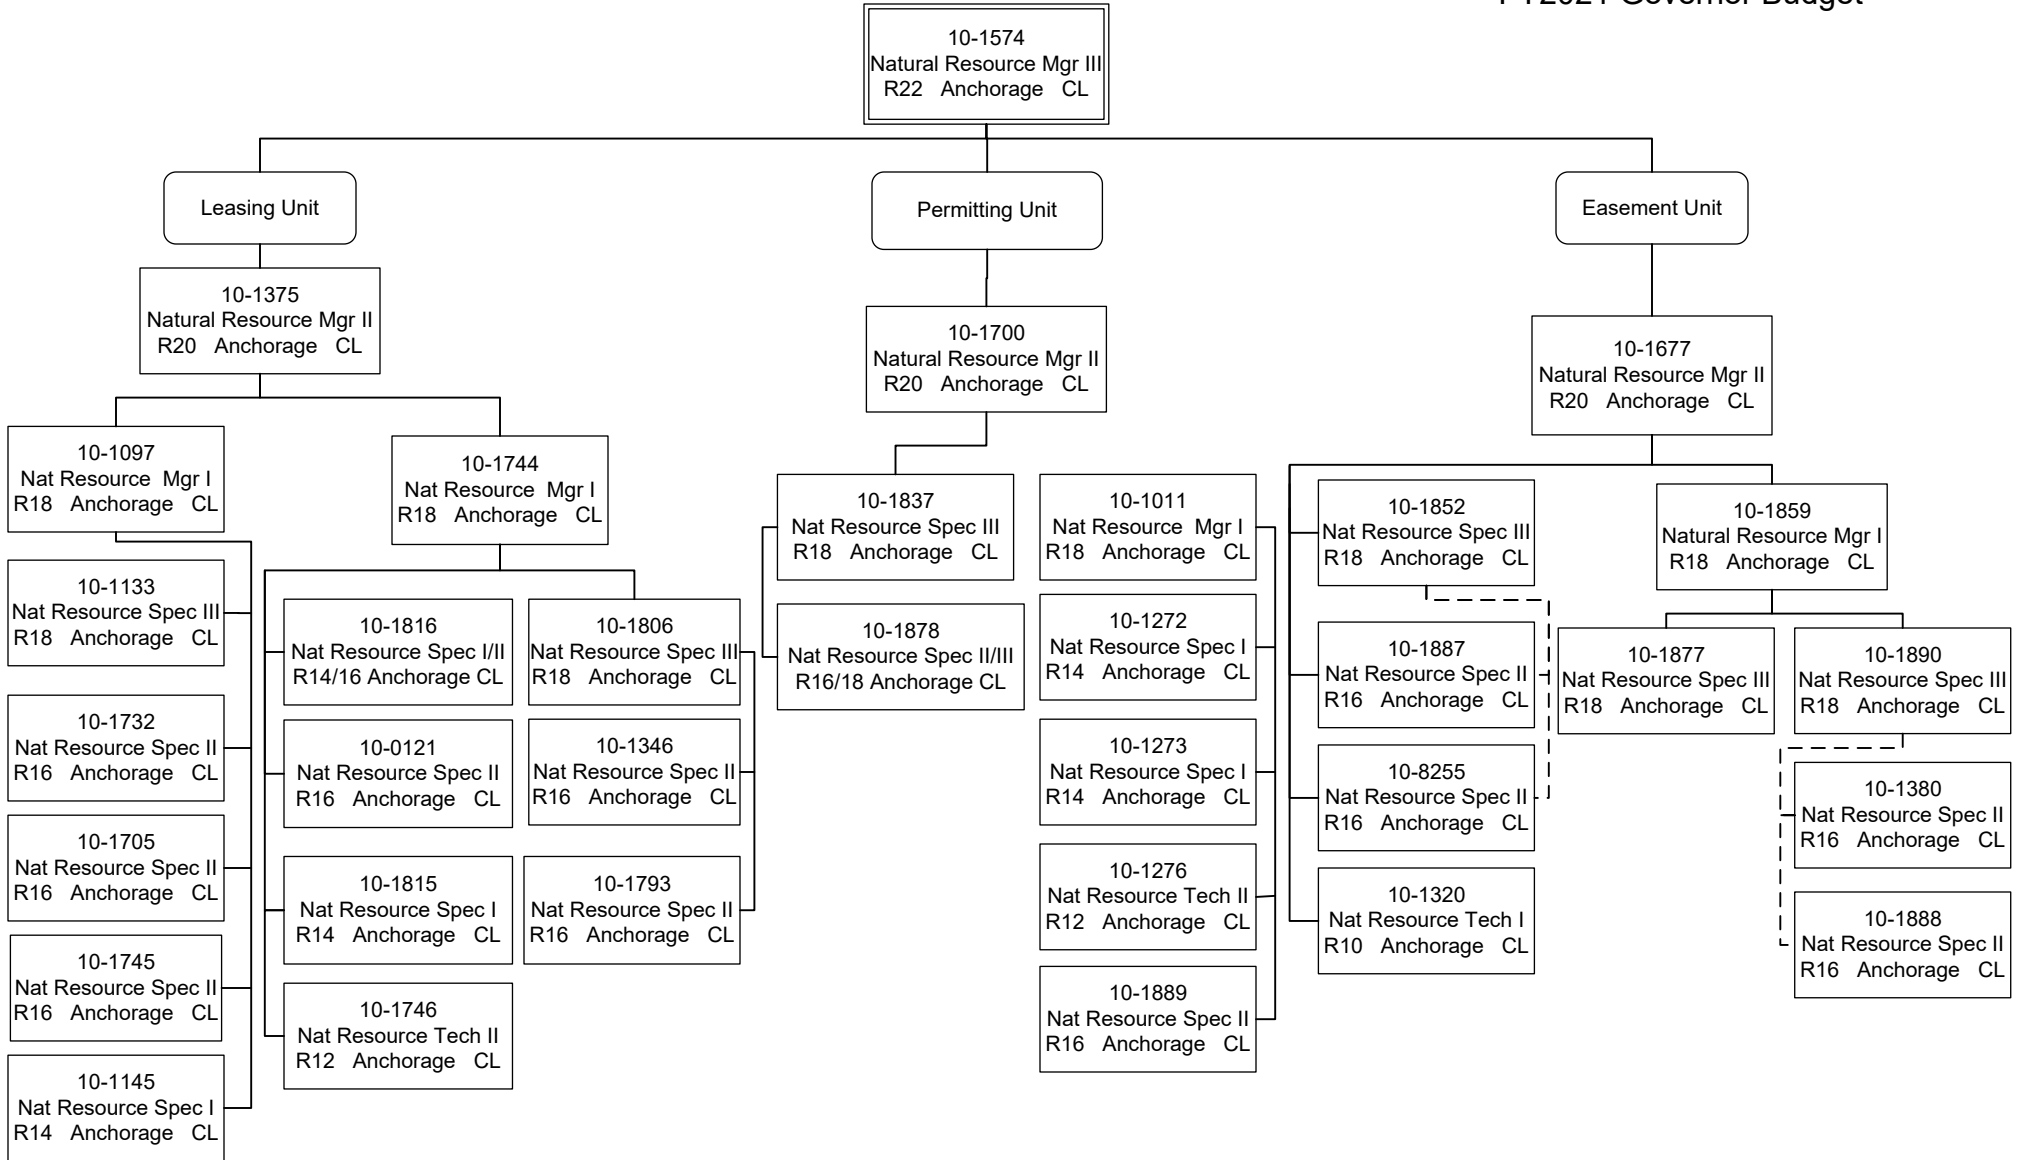 FY2021 Governor Budget
10-1574
Natural Resource Mgr III
R22 Anchorage CL
Leasing Unit
Permitting Unit
Easement Unit
10-1375
Natural Resource Mgr II
R20 Anchorage CL
10-1700
Natural Resource Mgr II
R20 Anchorage CL
10-1677
Natural Resource Mgr II
R20 Anchorage CL
10-1097
Nat Resource Mgr I
R18 Anchorage CL
10-1133
Nat Resource Spec III
R18 Anchorage CL
10-1732
Nat Resource Spec II
R16 Anchorage CL
10-1705
Nat Resource Spec II
R16 Anchorage CL
10-1745
Nat Resource Spec II
R16 Anchorage CL
10-1145
Nat Resource Spec I
R14 Anchorage CL
10-1744
Nat Resource Mgr I
R18 Anchorage CL
10-1816
Nat Resource Spec I/II
R14/16 Anchorage CL
10-0121
Nat Resource Spec II
R16 Anchorage CL
10-1815
Nat Resource Spec I
R14 Anchorage CL
10-1746
Nat Resource Tech II
R12 Anchorage CL
10-1806
Nat Resource Spec III
R18 Anchorage CL
10-1346
Nat Resource Spec II
R16 Anchorage CL
10-1793
Nat Resource Spec II
R16 Anchorage CL
10-1837
Nat Resource Spec III
R18 Anchorage CL
10-1878
Nat Resource Spec II/III
R16/18 Anchorage CL
10-1011
Nat Resource Mgr I
R18 Anchorage CL
10-1272
Nat Resource Spec I
R14 Anchorage CL
10-1273
Nat Resource Spec I
R14 Anchorage CL
10-1276
Nat Resource Tech II
R12 Anchorage CL
10-1889
Nat Resource Spec II
R16 Anchorage CL
10-1852
Nat Resource Spec III
R18 Anchorage CL
10-1887
Nat Resource Spec II
R16 Anchorage CL
10-8255
Nat Resource Spec II
R16 Anchorage CL
10-1320
Nat Resource Tech I
R10 Anchorage CL
10-1859
Natural Resource Mgr I
R18 Anchorage CL
10-1877
Nat Resource Spec III
R18 Anchorage CL
10-1890
Nat Resource Spec III
R18 Anchorage CL
10-1380
Nat Resource Spec II
R16 Anchorage CL
10-1888
Nat Resource Spec II
R16 Anchorage CL